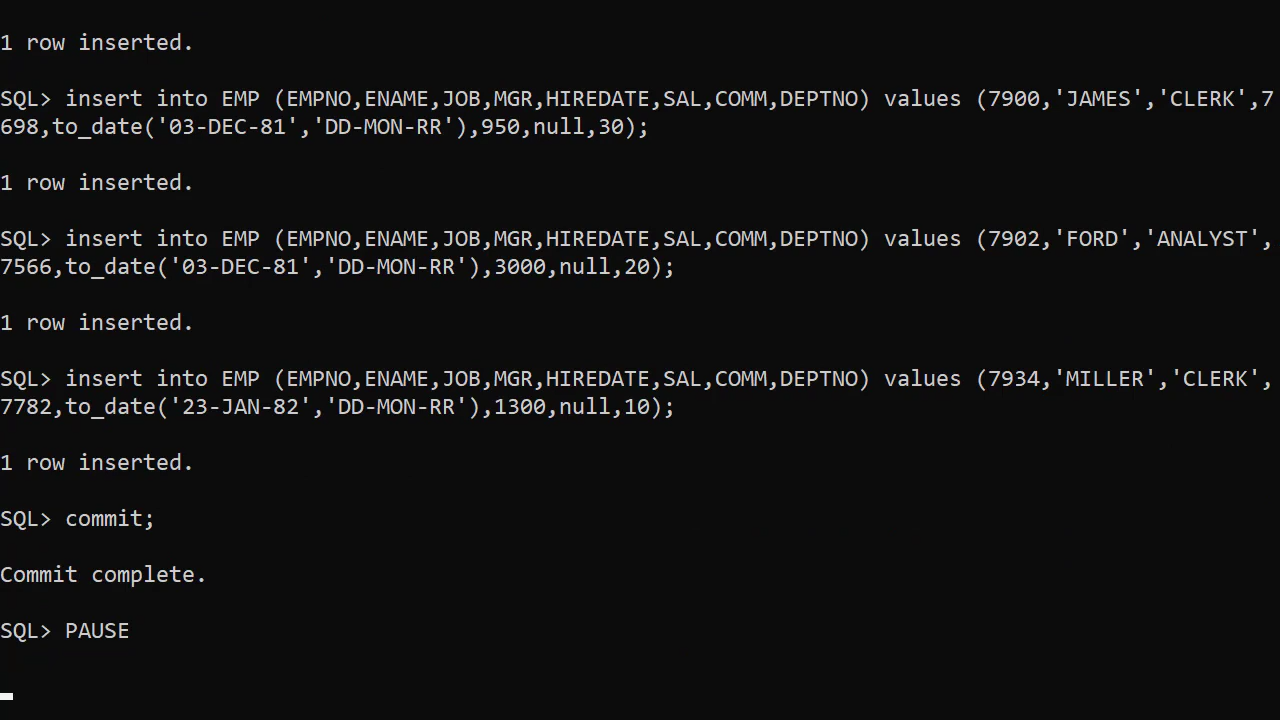 1 row inserted.
SQL> insert into EMP (EMPNO,ENAME,JOB,MGR,HIREDATE,SAL,COMM,DEPTNO) values (7900,'JAMES','CLERK',7
698,to_date('03-DEC-81','DD-MON-RR'),950,null,30);
1 row inserted.
SQL> insert into EMP (EMPNO,ENAME,JOB,MGR,HIREDATE,SAL,COMM,DEPTNO) values (7902,'FORD','ANALYST',
7566,to_date('03-DEC-81','DD-MON-RR'),3000,null,20);
1 row inserted.
SQL> insert into EMP (EMPNO,ENAME,JOB,MGR,HIREDATE,SAL,COMM,DEPTNO) values (7934,'MILLER','CLERK',
7782,to_date('23-JAN-82','DD-MON-RR'),1300,null,10);
1 row inserted.
SQL> commit;
Commit complete.
SQL> PAUSE